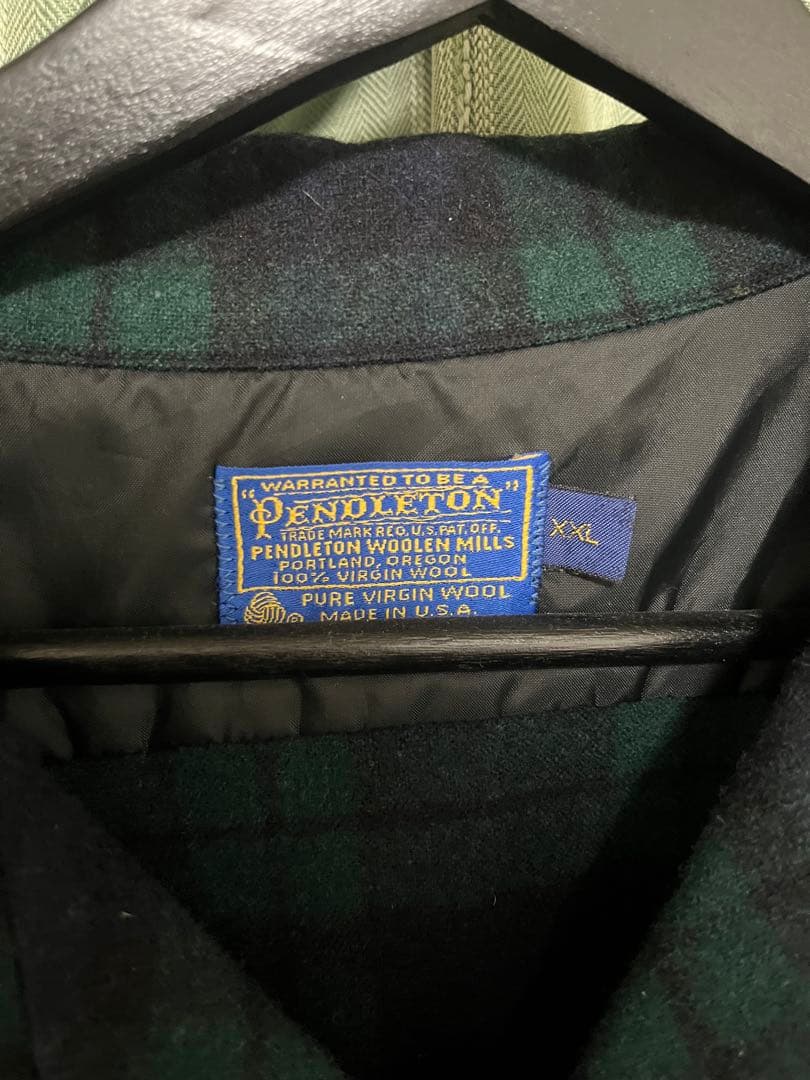 WARRANTED TO BE A
"PENDLETON"
TRADE MARK REG. U.S. PAT. OFF.
PENDLETON WOOLEN MILLS
PORTLAND, OREGON
100% VIRGIN WOOL
PURE VIRGIN WOOL
® MADE IN U.S.A.
XXL